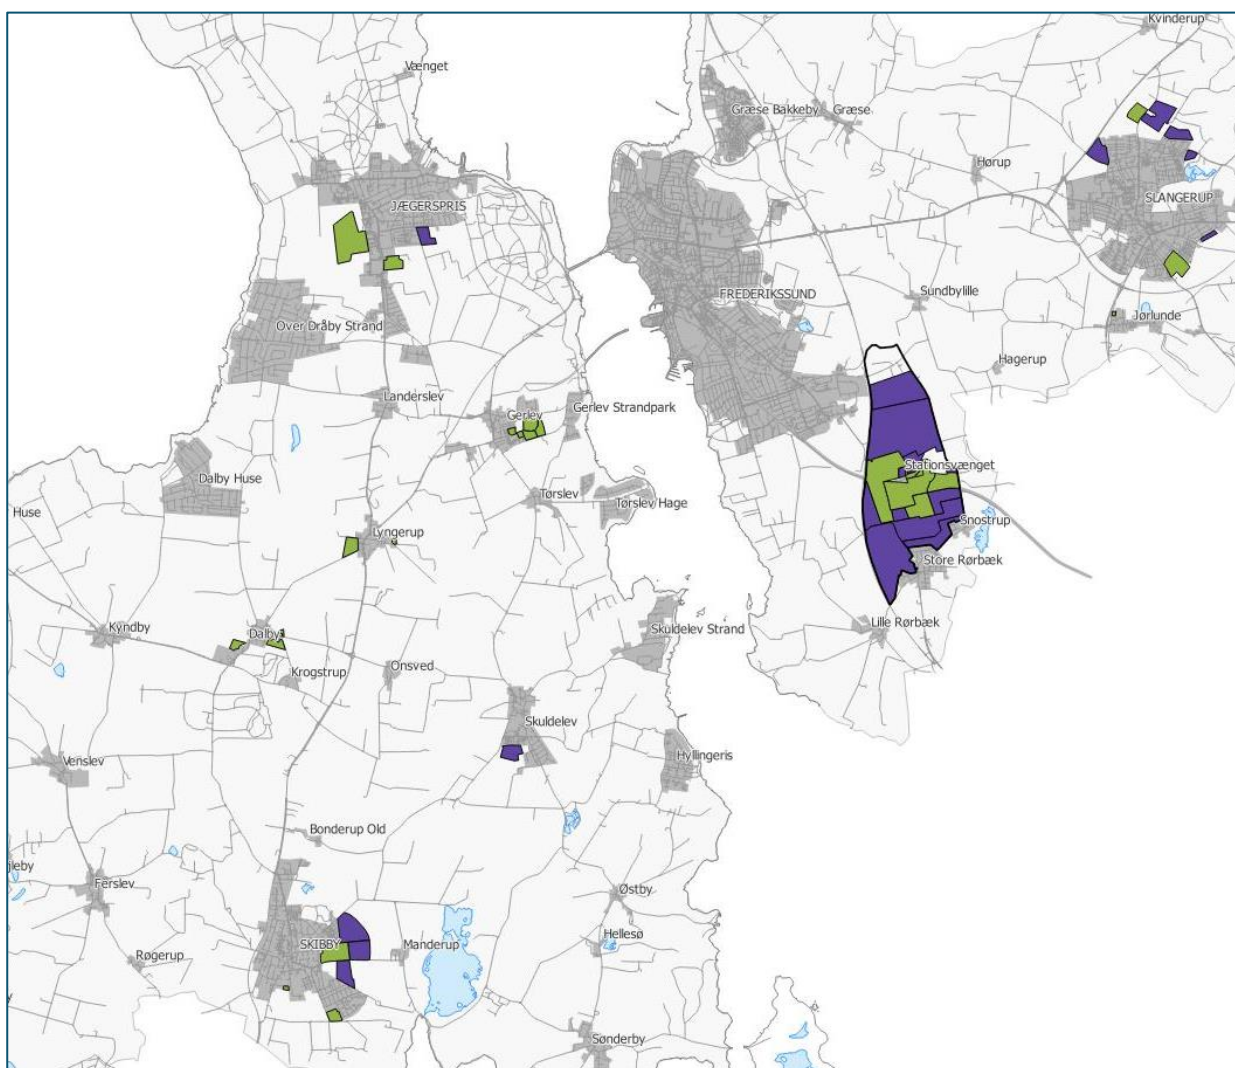 Kvinderup
Vænget
Græse Bakkeby
Græse
Hørup
SLANGERUP
JÆGERSPRIS
Sundbylille
FREDERIKSSUND
Jørlunde
Over Dråby Strand
Hagerup
Landerslev
Gerlev Strandpark
Gerlev
Stationsvænget
Dalby Huse
Tørslev
Tørslev Hage
Huse
Snostrup
Lyngerup
Store Rørbæk
Lille Rørbæk
Kyndby
Dalby
Skuldelev Strand
Onsved
Krogstrup
Skuldelev
Hyllingeris
Venslev
Bonderup Old
jleby
Ferslev
Østby
Hellesø
SKIBBY
Manderup
Røgerup
y
Sønderby